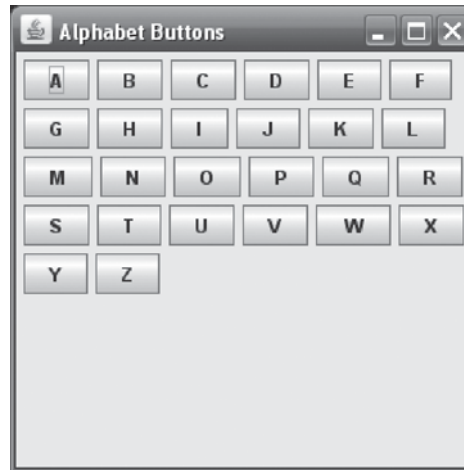 Alphabet Buttons
A B C D E F
G H I J K L
M N O P Q R
S T U V W X
Y Z